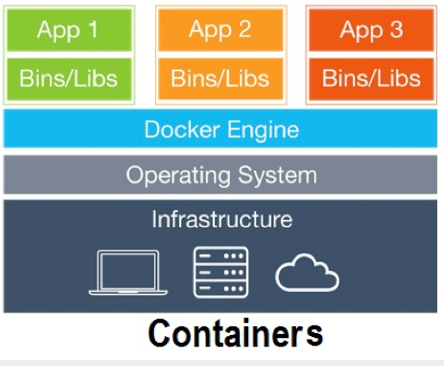 App 1 App 2 App 3
Bins/Libs Bins/Libs Bins/Libs
Docker Engine
Operating System
Infrastructure
Containers